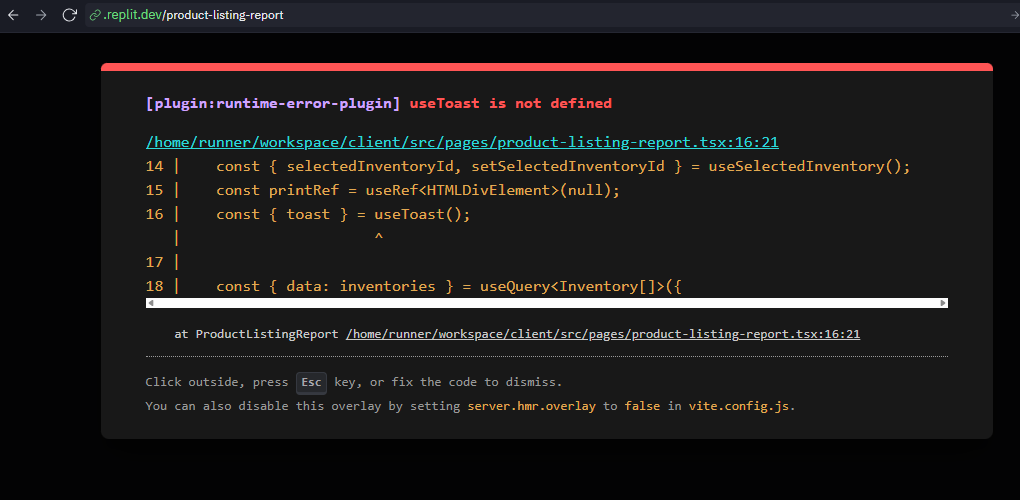 .replit.dev/product-listing-report
[plugin:runtime-error-plugin] useToast is not defined
/home/runner/workspace/client/src/pages/product-listing-report.tsx:16:21
14 |    const { selectedInventoryId, setSelectedInventoryId } = useSelectedInventory();
15 |    const printRef = useRef<HTMLDivElement>(null);
16 |    const { toast } = useToast();
   |                      ^
17 |
18 |    const { data: inventories } = useQuery<Inventory[]>({
at ProductListingReport /home/runner/workspace/client/src/pages/product-listing-report.tsx:16:21
Click outside, press Esc key, or fix the code to dismiss.
You can also disable this overlay by setting server.hmr.overlay to false in vite.config.js.